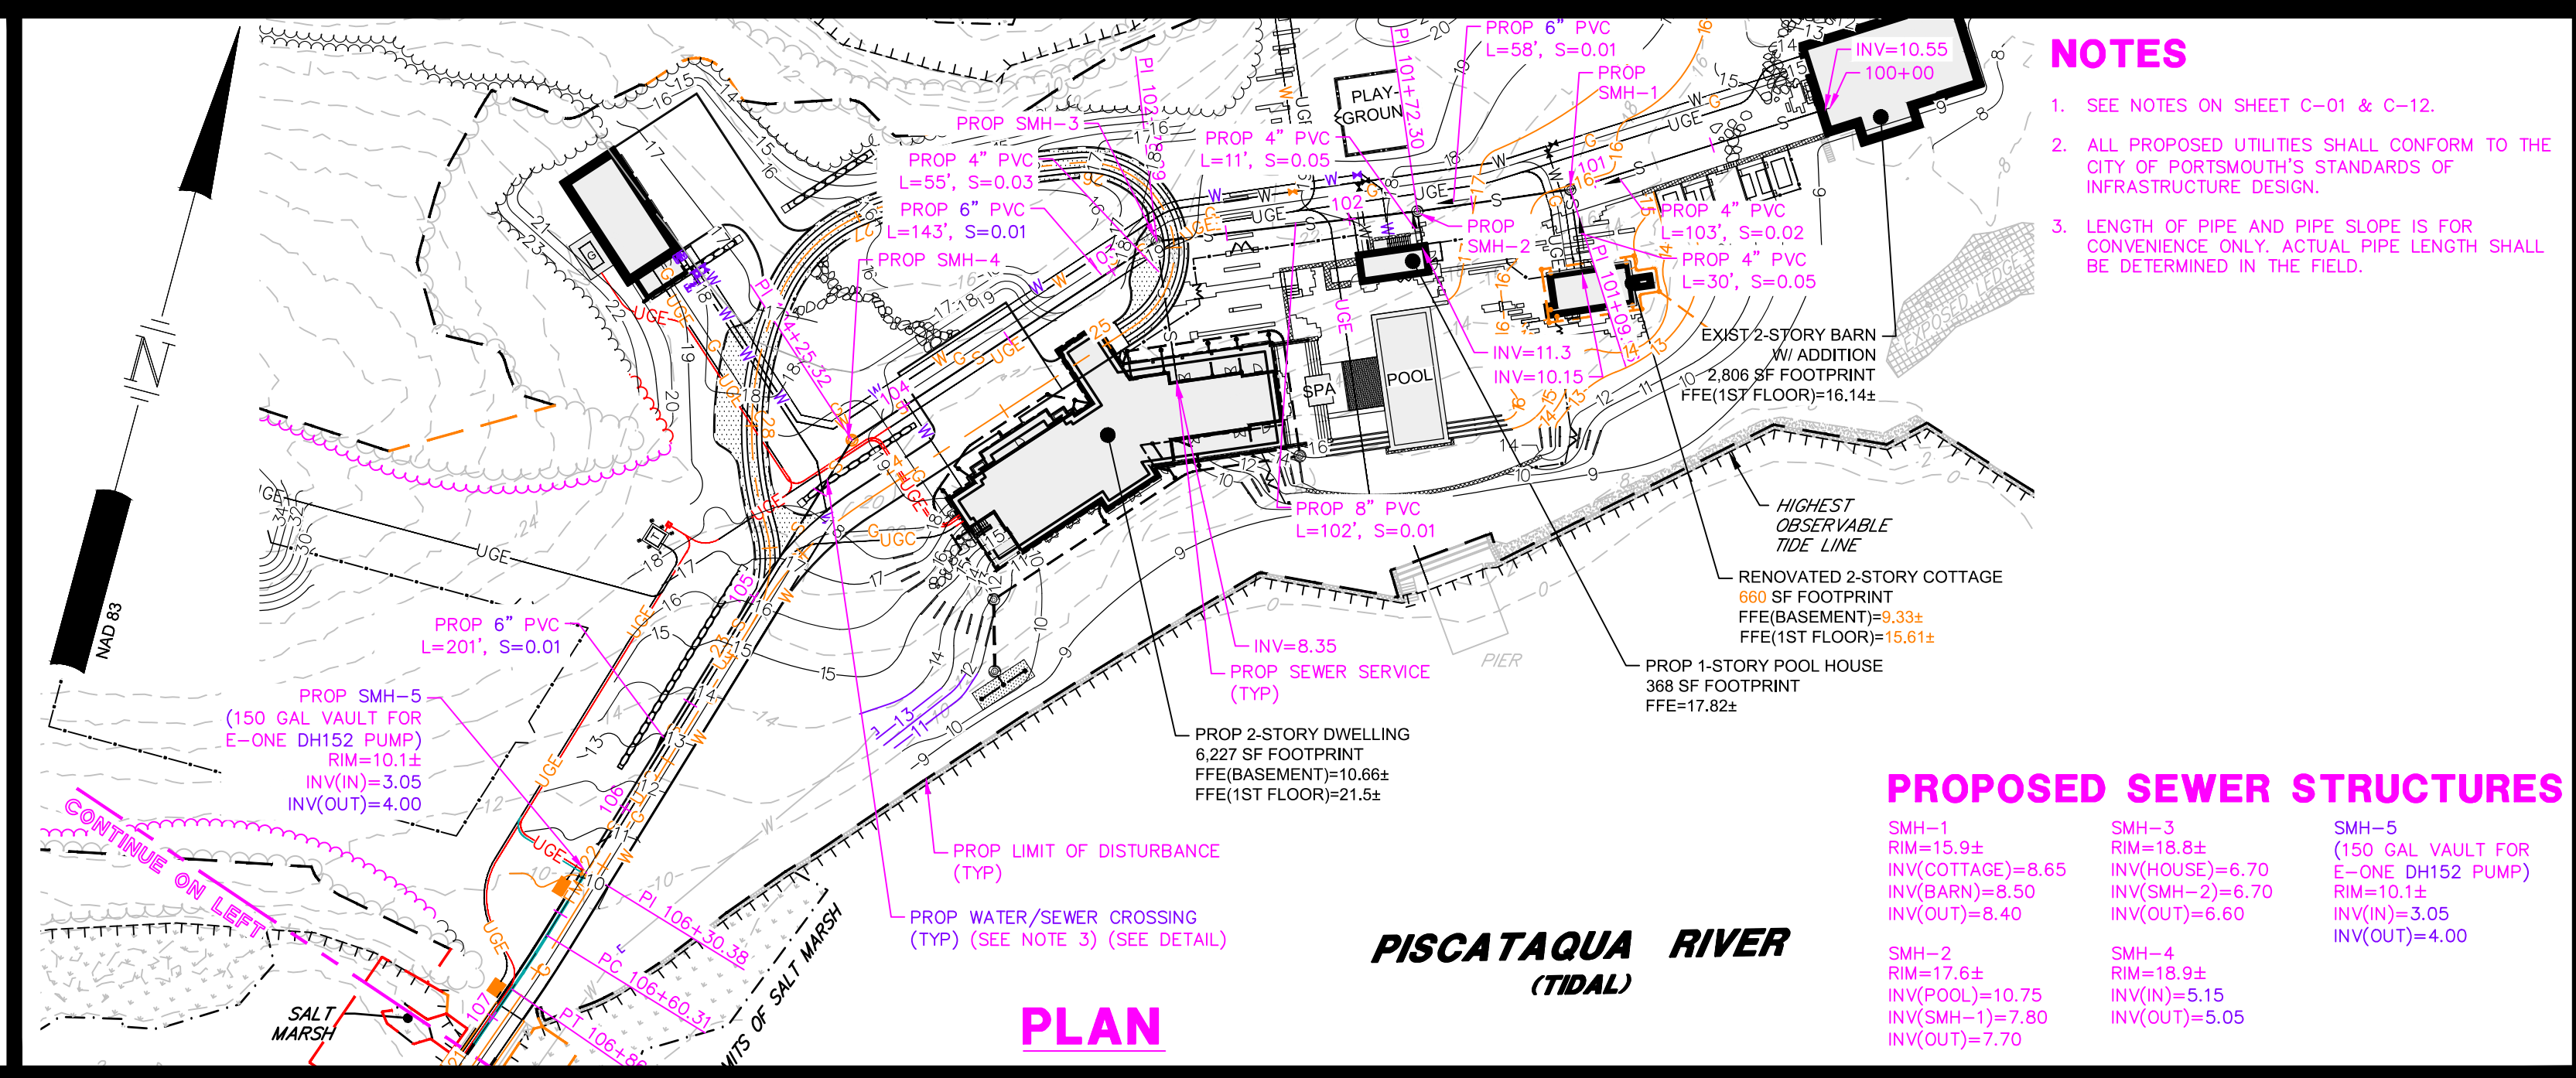 NOTES
1. SEE NOTES ON SHEET C-01 & C-12.
2. ALL PROPOSED UTILITIES SHALL CONFORM TO THE
CITY OF PORTSMOUTH'S STANDARDS OF
INFRASTRUCTURE DESIGN.
3. LENGTH OF PIPE AND PIPE SLOPE IS FOR
CONVENIENCE ONLY. ACTUAL PIPE LENGTH SHALL
BE DETERMINED IN THE FIELD.
N
NAD 83
PROP 6" PVC
L=58', S=0.01
PROP
SMH-1
INV=10.55
100+00
PLAY-
GROUN
PI 101+72.30
PROP SMH-3
PROP 4" PVC
L=55', S=0.03
PROP 6" PVC
L=143', S=0.01
PROP SMH-4
PROP 4" PVC
L=11', S=0.05
PROP
SMH-2
PROP 4" PVC
L=103', S=0.02
PROP 4" PVC
L=30', S=0.05
EXPOSED LEDGE
EXIST 2-STORY BARN
W/ ADDITION
2,806 SF FOOTPRINT
FFE(1ST FLOOR)=16.14±
INV=11.3
INV=10.15
SPA
POOL
PROP 8" PVC
L=102', S=0.01
HIGHEST
OBSERVABLE
TIDE LINE
RENOVATED 2-STORY COTTAGE
660 SF FOOTPRINT
FFE(BASEMENT)=9.33±
FFE(1ST FLOOR)=15.61±
PIER
PROP 1-STORY POOL HOUSE
368 SF FOOTPRINT
FFE=17.82±
INV=8.35
PROP SEWER SERVICE
(TYP)
PROP 2-STORY DWELLING
6,227 SF FOOTPRINT
FFE(BASEMENT)=10.66±
FFE(1ST FLOOR)=21.5±
PROP 6" PVC
L=201', S=0.01
PROP SMH-5
(150 GAL VAULT FOR
E-ONE DH152 PUMP)
RIM=10.1±
INV(IN)=3.05
INV(OUT)=4.00
CONTINUE ON LEFT
PROP LIMIT OF DISTURBANCE
(TYP)
PROP WATER/SEWER CROSSING
(TYP) (SEE NOTE 3) (SEE DETAIL)
PI 106+30.38
PC 106+60.31
SALT
MARSH
MITS OF SALT MARSH
PLAN
PISCATAQUA RIVER
(TIDAL)
PROPOSED SEWER STRUCTURES
SMH-1
RIM=15.9±
INV(COTTAGE)=8.65
INV(BARN)=8.50
INV(OUT)=8.40
SMH-2
RIM=17.6±
INV(POOL)=10.75
INV(SMH-1)=7.80
INV(OUT)=7.70
SMH-3
RIM=18.8±
INV(HOUSE)=6.70
INV(SMH-2)=6.70
INV(OUT)=6.60
SMH-4
RIM=18.9±
INV(IN)=5.15
INV(OUT)=5.05
SMH-5
(150 GAL VAULT FOR
E-ONE DH152 PUMP)
RIM=10.1±
INV(IN)=3.05
INV(OUT)=4.00